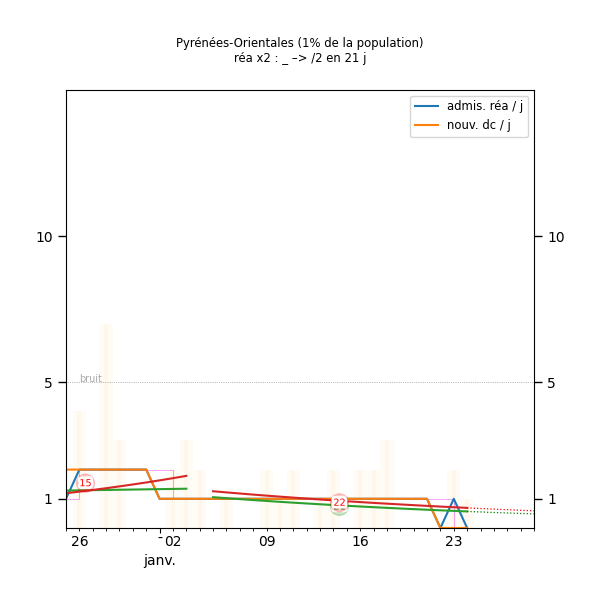 Pyrénées-Orientales (1% de la population)
réa x2 : _ –> /2 en 21 j
admis. réa / j
nouv. dc / j
10
10
bruit
5
5
15
22
1
1
26
02
09
16
23
janv.